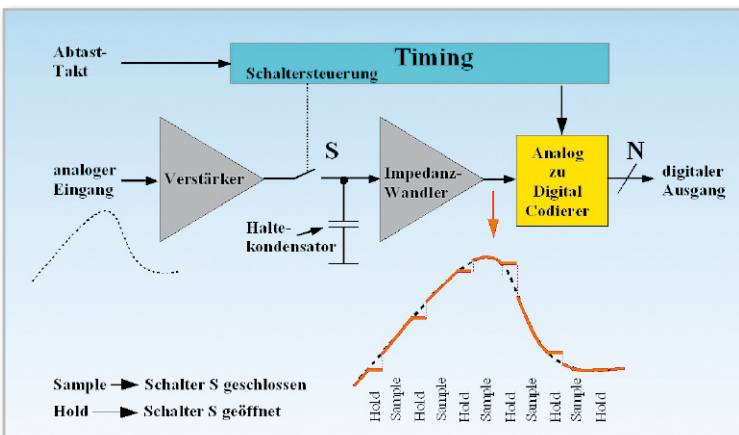 Abtast-
Takt
Timing
Schaltersteuerung
analoger
Eingang
Verstärker
S
Impedanz-
Wandler
Analog
zu
Digital
Codierer
N
digitaler
Ausgang
Halte-
kondensator
Sample Schalter S geschlossen
Hold Schalter S geöffnet
Hold
Sample
Hold
Sample
Hold
Sample
Hold
Sample
Hold
Sample
Hold